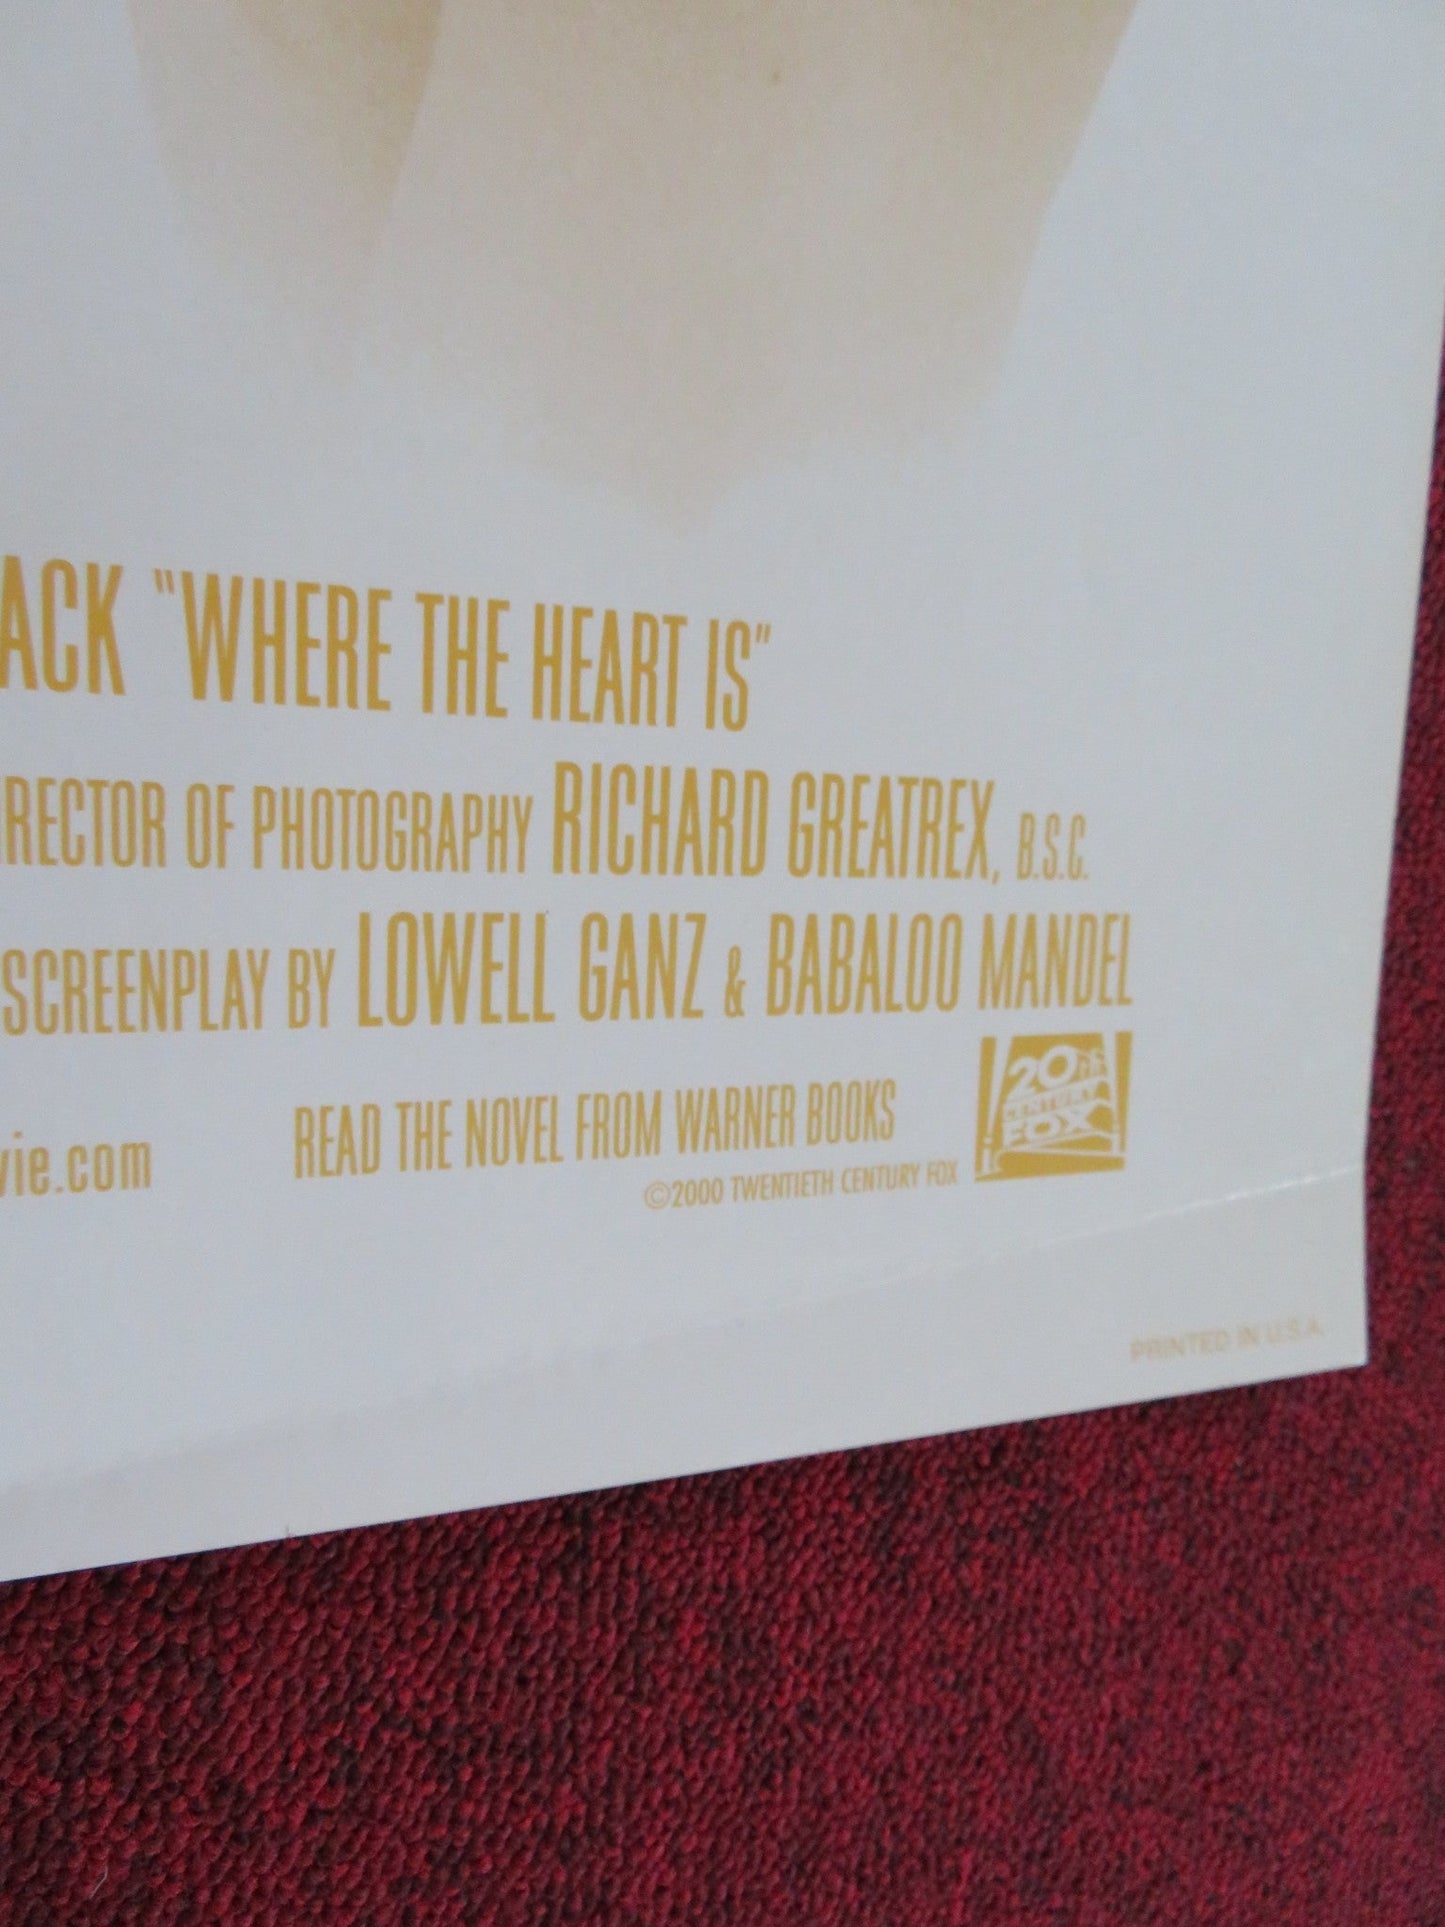 ACK "WHERE THE HEART IS"
IRECTOR OF PHOTOGRAPHY RICHARD GREATREX, B.S.C.
SCREENPLAY BY LOWELL GANZ & BABALOO MANDEL
20th
CENTURY
FOX
vie.com
READ THE NOVEL FROM WARNER BOOKS
©2000 TWENTIETH CENTURY FOX
PRINTED IN U.S.A.